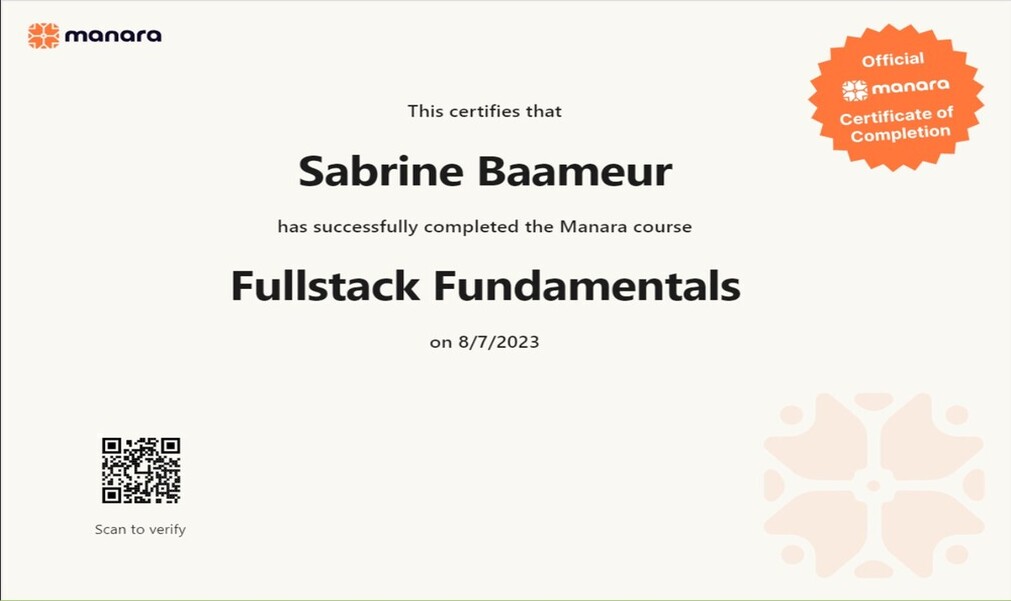 manara
Official
manara
Certificate of
Completion
This certifies that
Sabrine Baameur
has successfully completed the Manara course
Fullstack Fundamentals
on 8/7/2023
Scan to verify